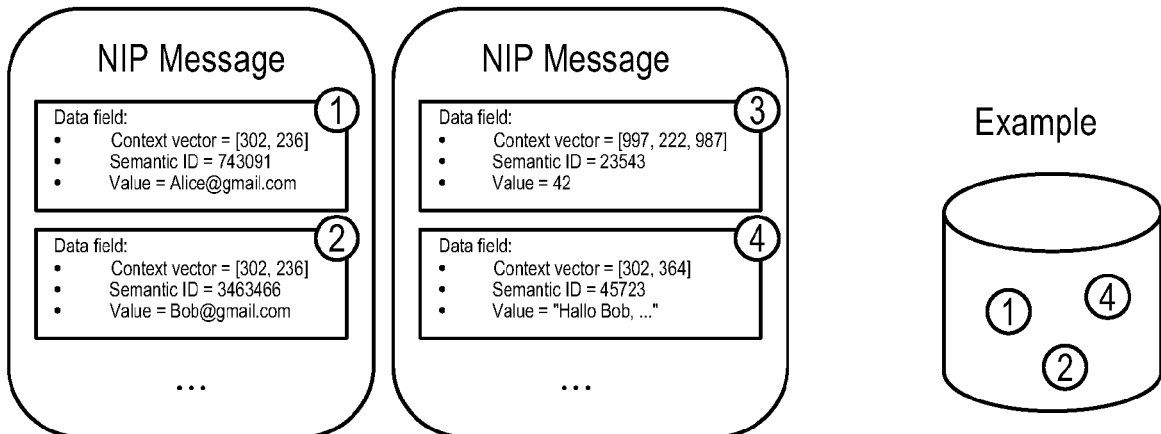 NIP Message
1
Data field:
• Context vector = [302, 236]
• Semantic ID = 743091
• Value = Alice@gmail.com
2
Data field:
• Context vector = [302, 236]
• Semantic ID = 3463466
• Value = Bob@gmail.com
...
NIP Message
3
Data field:
• Context vector = [997, 222, 987]
• Semantic ID = 23543
• Value = 42
4
Data field:
• Context vector = [302, 364]
• Semantic ID = 45723
• Value = "Hallo Bob, ..."
...
Example
1
4
2